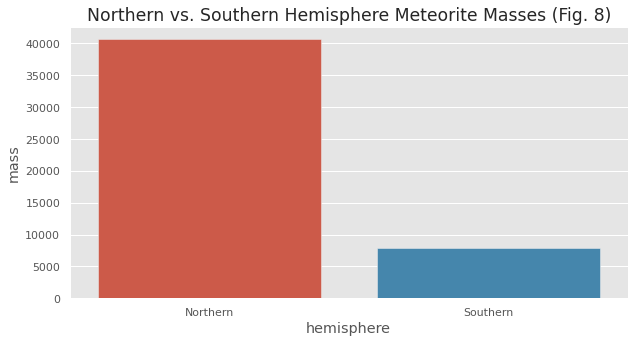 Northern vs. Southern Hemisphere Meteorite Masses (Fig. 8)
40000
35000
30000
25000
20000
15000
10000
5000
0
mass
Northern
Southern
hemisphere